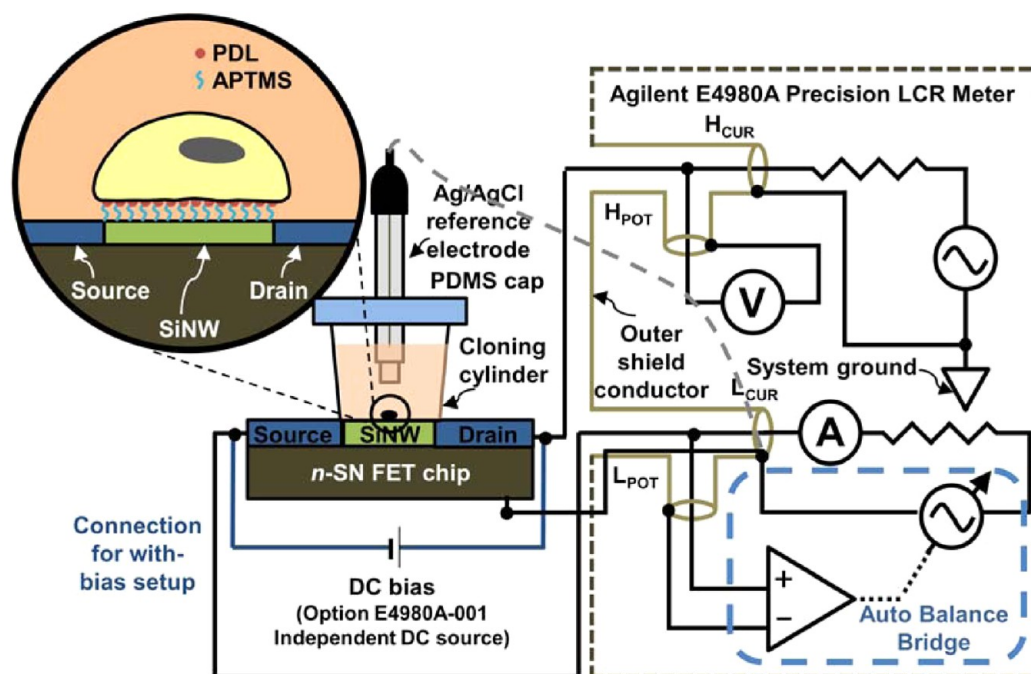 PDL
APTMS
Source
Drain
SiNW
Ag/AgCl
reference
electrode
PDMS cap
Cloning
cylinder
Source
SiNW
Drain
n-SN FET chip
Connection
for with-
bias setup
DC bias
(Option E4980A-001
Independent DC source)
Agilent E4980A Precision LCR Meter
HCUR
HPOT
V
Outer
shield
conductor
System ground
LCUR
A
LPOT
+
−
Auto Balance
Bridge